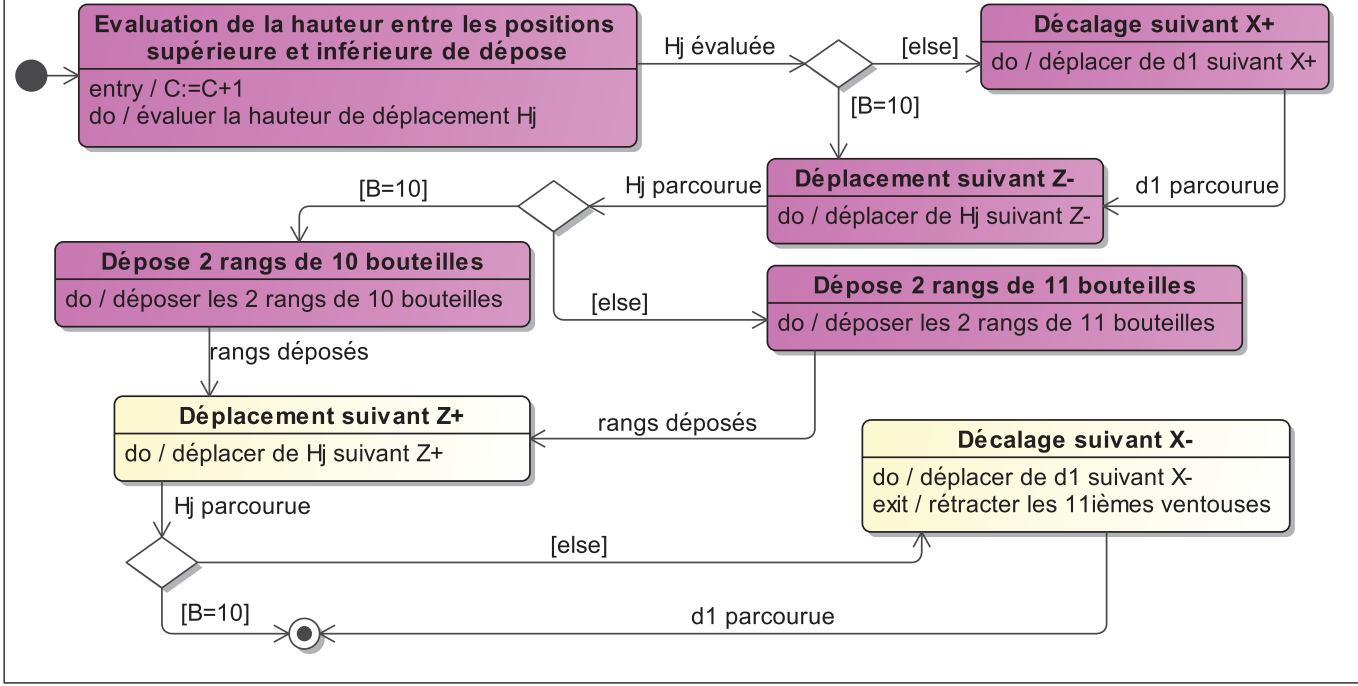 Evaluation de la hauteur entre les positions
supérieure et inférieure de dépose
entry / C:=C+1
do / évaluer la hauteur de déplacement Hj
Hj évaluée
[else]
[B=10]
Décalage suivant X+
do / déplacer de d1 suivant X+
d1 parcourue
Déplacement suivant Z-
do / déplacer de Hj suivant Z-
Hj parcourue
[B=10]
[else]
Dépose 2 rangs de 10 bouteilles
do / déposer les 2 rangs de 10 bouteilles
Dépose 2 rangs de 11 bouteilles
do / déposer les 2 rangs de 11 bouteilles
rangs déposés
rangs déposés
Déplacement suivant Z+
do / déplacer de Hj suivant Z+
Hj parcourue
Décalage suivant X-
do / déplacer de d1 suivant X-
exit / rétracter les 11ièmes ventouses
[else]
[B=10]
d1 parcourue